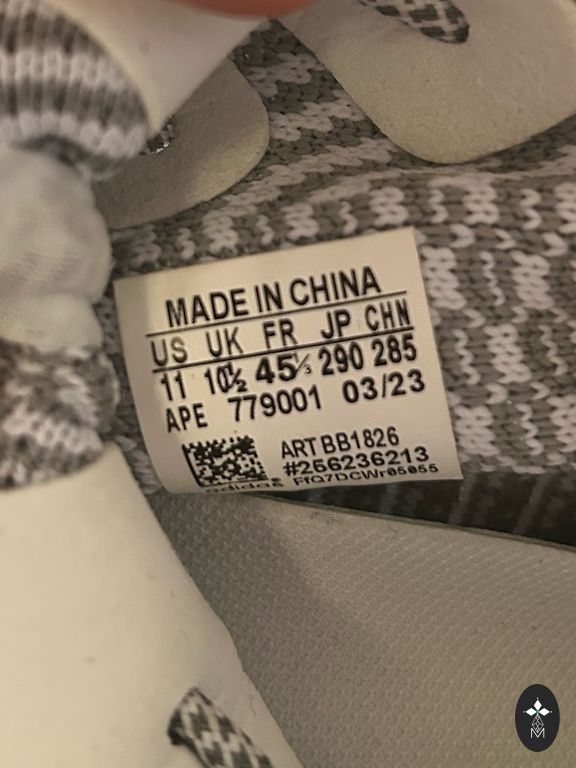 MADE IN CHINA
US UK FR JP CHN
11 10½ 45⅓ 290 285
APE 779001 03/23
ART BB1826
#256236213
adidas FfQ7DCWr05055
M